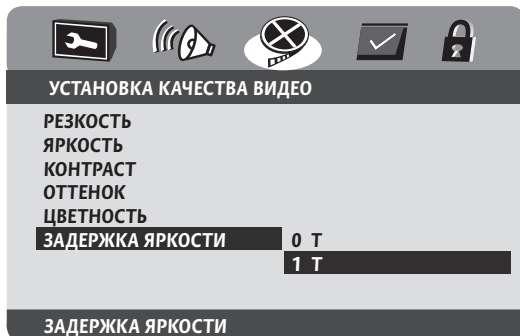 УСТАНОВКА КАЧЕСТВА ВИДЕО
РЕЗКОСТЬ
ЯРКОСТЬ
КОНТРАСТ
ОТТЕНОК
ЦВЕТНОСТЬ
ЗАДЕРЖКА ЯРКОСТИ 0 T
1 T
ЗАДЕРЖКА ЯРКОСТИ